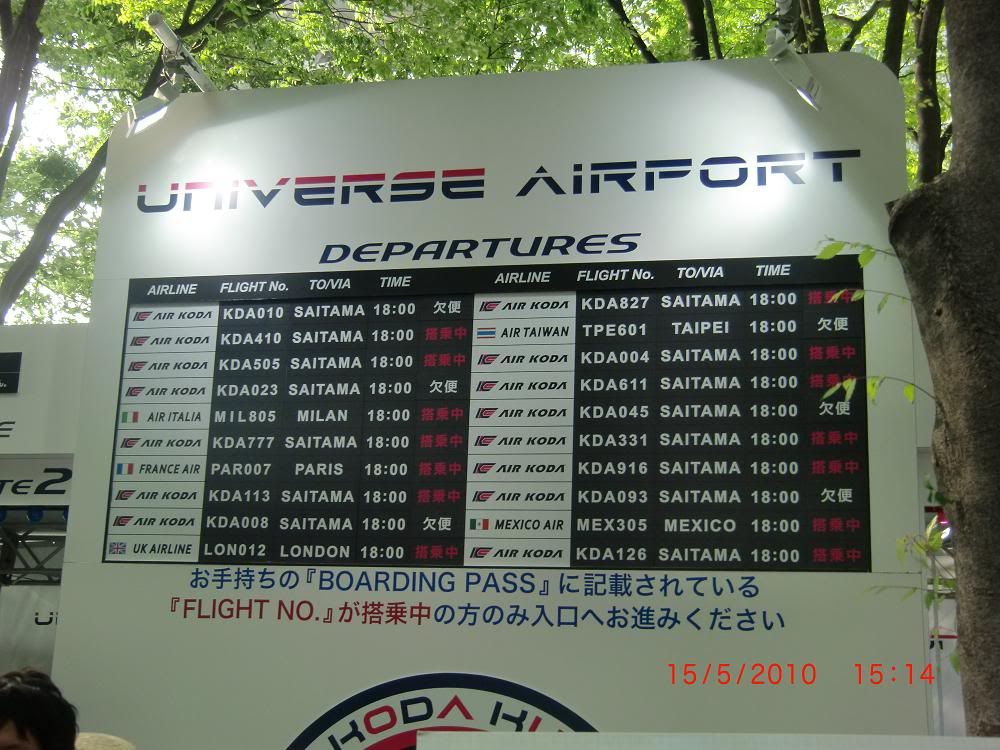 UNIVERSE AIRPORT
DEPARTURES
AIRLINE FLIGHT No. TO/VIA TIME
AIR KODA KDA010 SAITAMA 18:00 欠便
AIR KODA KDA410 SAITAMA 18:00 搭乗中
AIR KODA KDA505 SAITAMA 18:00 搭乗中
AIR KODA KDA023 SAITAMA 18:00 欠便
AIR ITALIA MIL805 MILAN 18:00 搭乗中
AIR KODA KDA777 SAITAMA 18:00 搭乗中
FRANCE AIR PAR007 PARIS 18:00 搭乗中
AIR KODA KDA113 SAITAMA 18:00 搭乗中
AIR KODA KDA008 SAITAMA 18:00 欠便
UK AIRLINE LON012 LONDON 18:00 搭乗中
AIRLINE FLIGHT No. TO/VIA TIME
AIR KODA KDA827 SAITAMA 18:00 搭乗中
AIR TAIWAN TPE601 TAIPEI 18:00 欠便
AIR KODA KDA004 SAITAMA 18:00 搭乗中
AIR KODA KDA611 SAITAMA 18:00 搭乗中
AIR KODA KDA045 SAITAMA 18:00 欠便
AIR KODA KDA331 SAITAMA 18:00 搭乗中
AIR KODA KDA916 SAITAMA 18:00 搭乗中
AIR KODA KDA093 SAITAMA 18:00 欠便
MEXICO AIR MEX305 MEXICO 18:00 搭乗中
AIR KODA KDA126 SAITAMA 18:00 搭乗中
お手持ちの『BOARDING PASS』に記載されている
『FLIGHT NO.』が搭乗中の方のみ入口へお進みください
KODA KU
15/5/2010 15:14